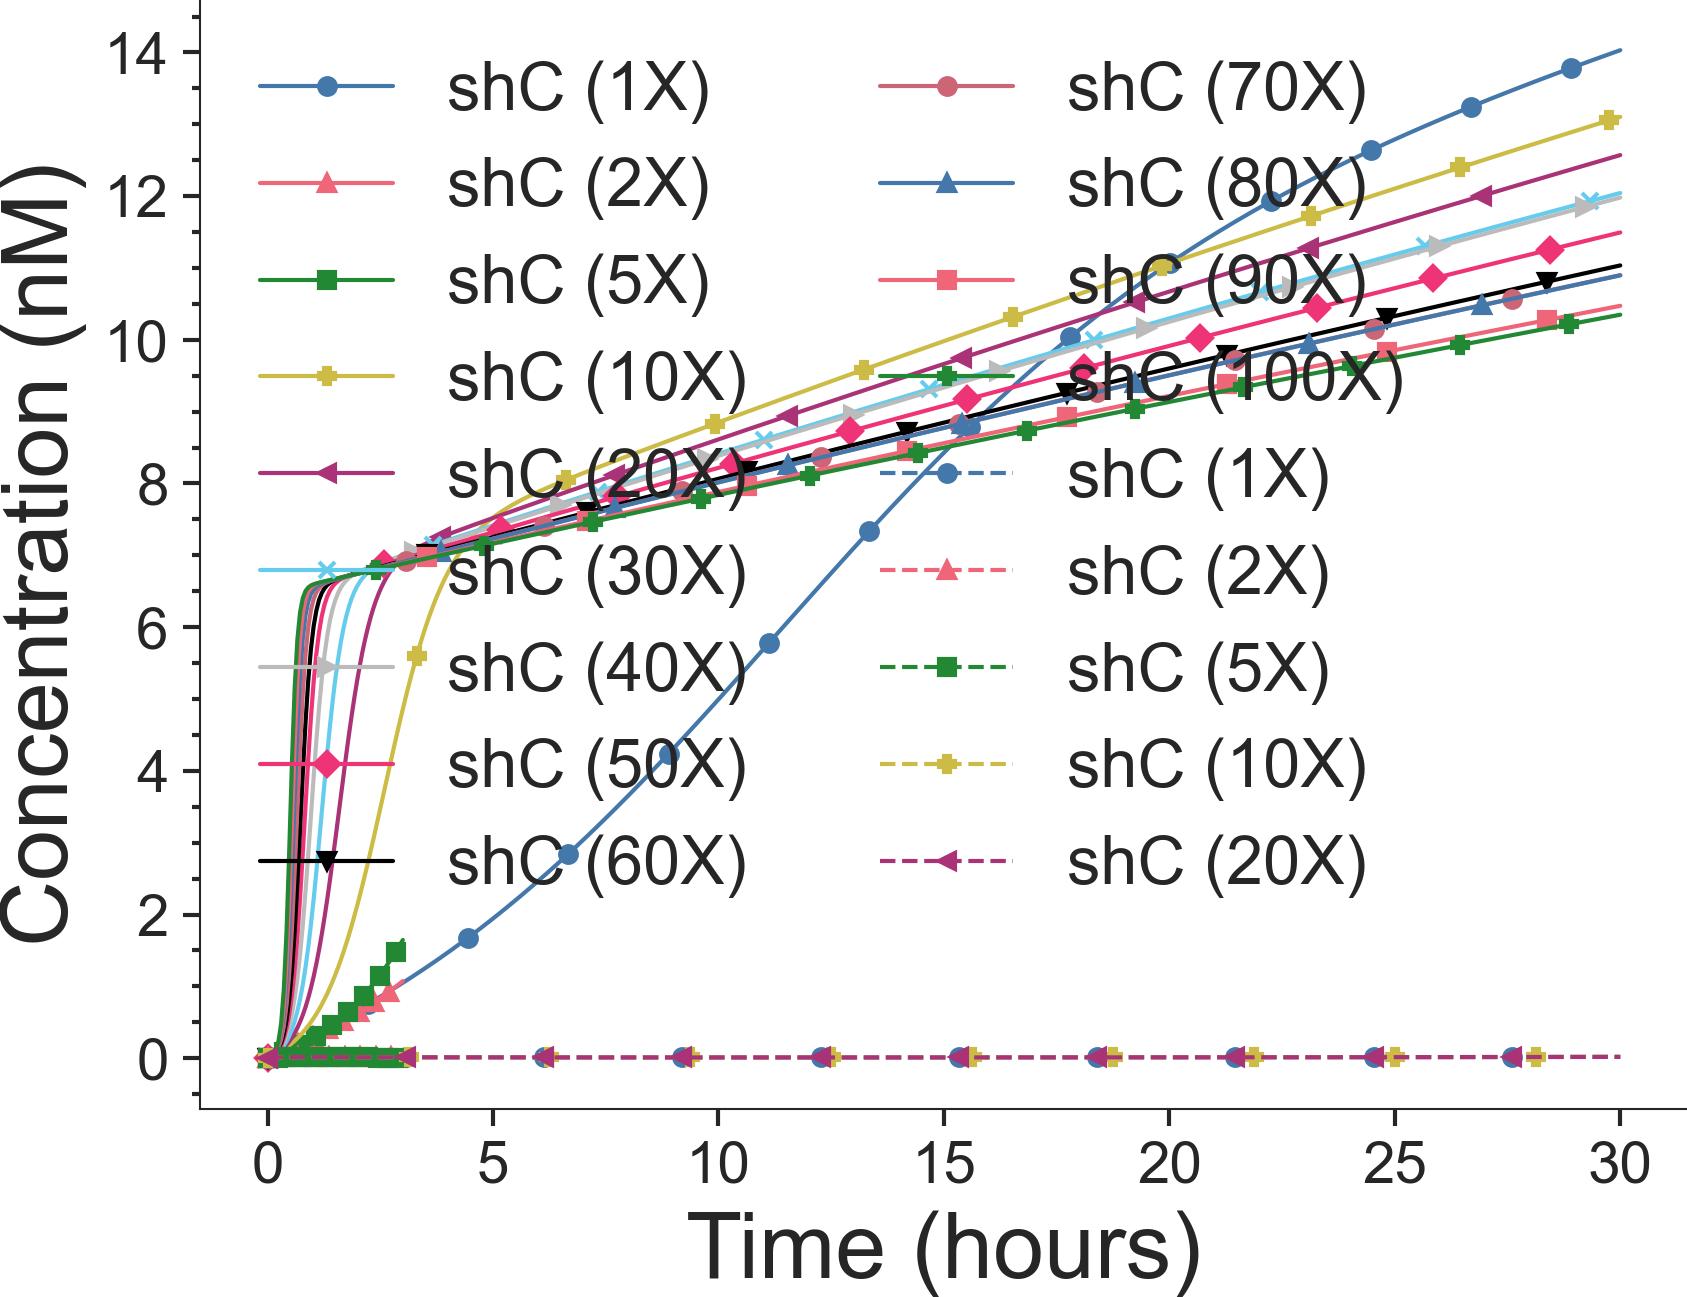 Concentration (nM)
14
12
10
8
6
4
2
0
shC (1X)
shC (2X)
shC (5X)
shC (10X)
shC (20X)
shC (30X)
shC (40X)
shC (50X)
shC (60X)
shC (70X)
shC (80X)
shC (90X)
shC (100X)
shC (1X)
shC (2X)
shC (5X)
shC (10X)
shC (20X)
0 5 10 15 20 25 30
Time (hours)